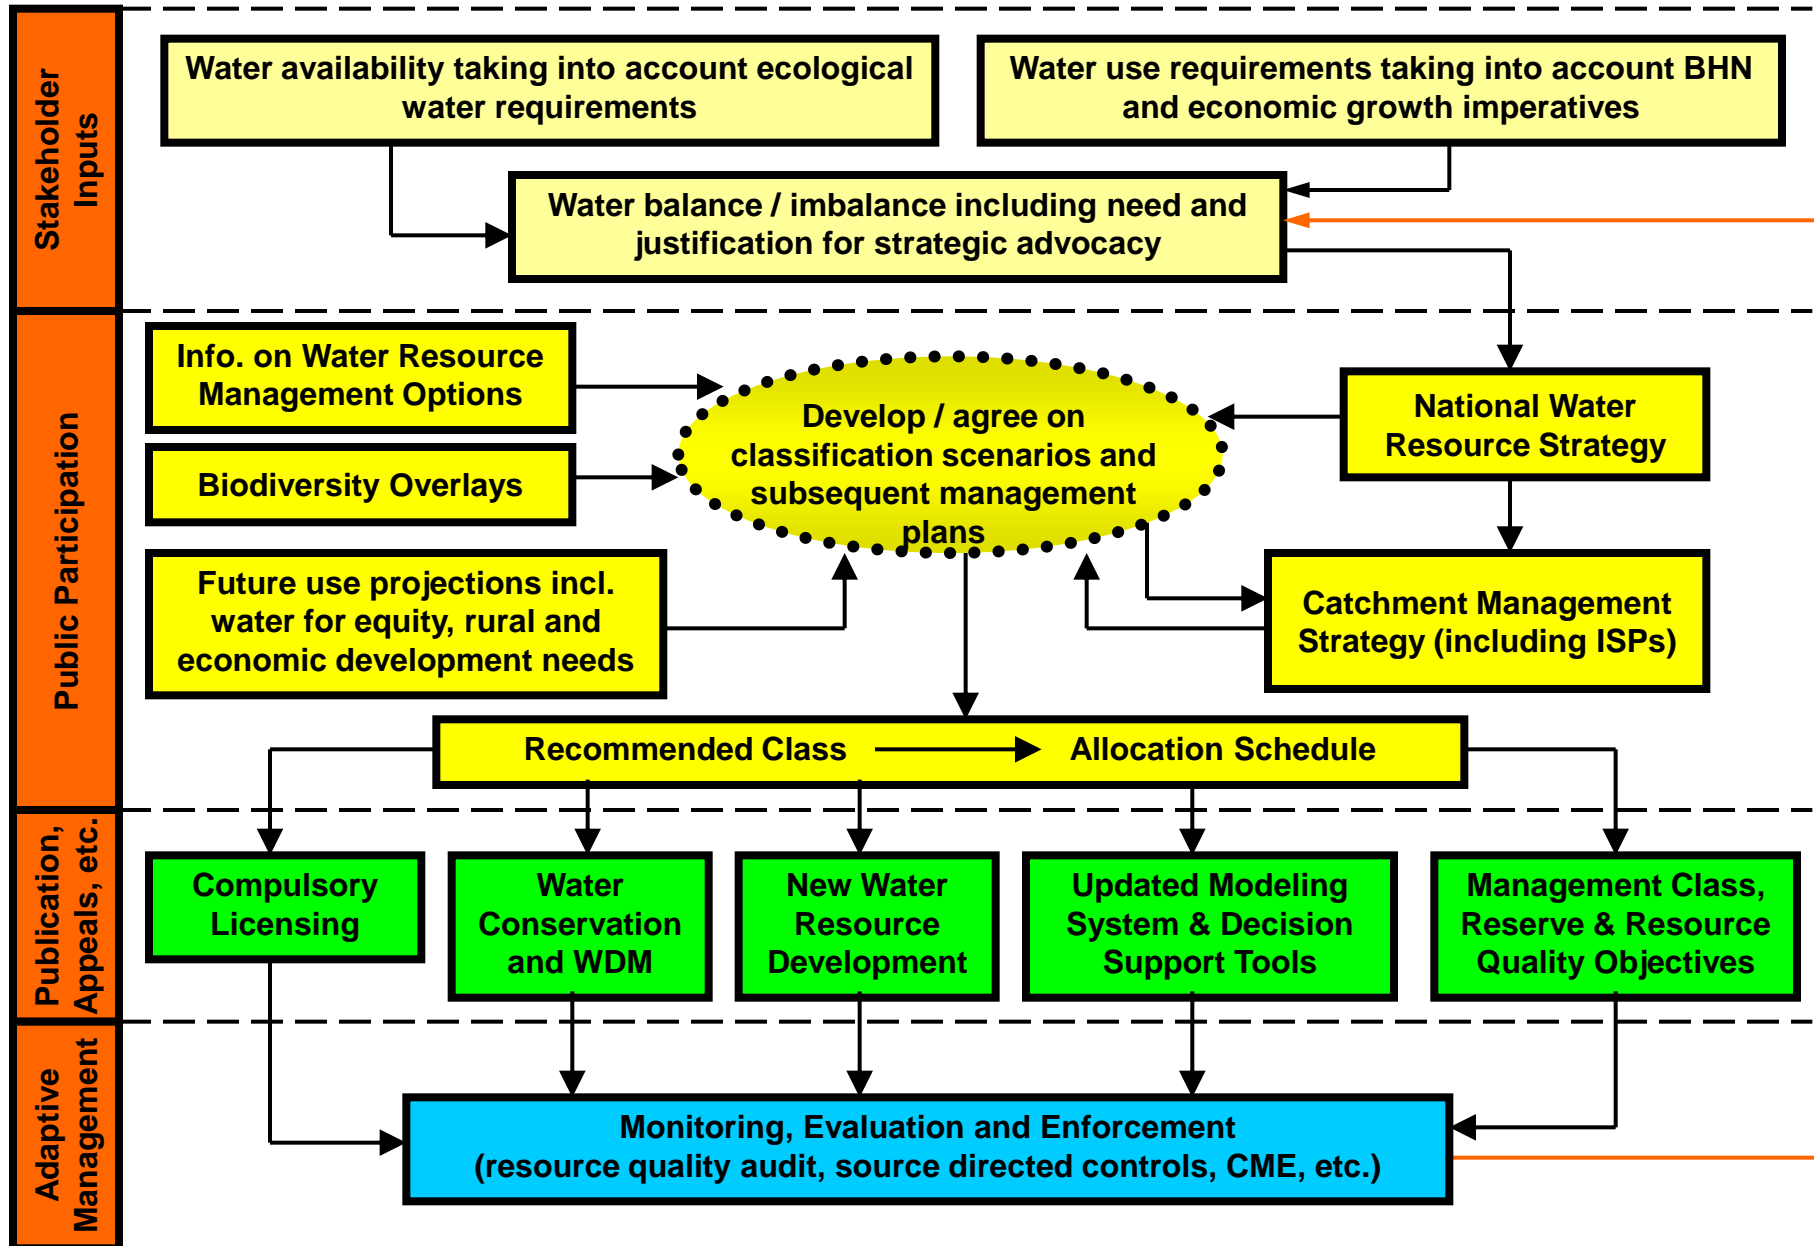 Stakeholder
Inputs
Water availability taking into account ecological
water requirements
Water use requirements taking into account BHN
and economic growth imperatives
Water balance / imbalance including need and
justification for strategic advocacy
Public Participation
Info. on Water Resource
Management Options
Biodiversity Overlays
Future use projections incl.
water for equity, rural and
economic development needs
Develop / agree on
classification scenarios and
subsequent management
plans
National Water
Resource Strategy
Catchment Management
Strategy (including ISPs)
Recommended Class
Allocation Schedule
Publication,
Appeals, etc.
Compulsory
Licensing
Water
Conservation
and WDM
New Water
Resource
Development
Updated Modeling
System & Decision
Support Tools
Management Class,
Reserve & Resource
Quality Objectives
Adaptive
Management
Monitoring, Evaluation and Enforcement
(resource quality audit, source directed controls, CME, etc.)